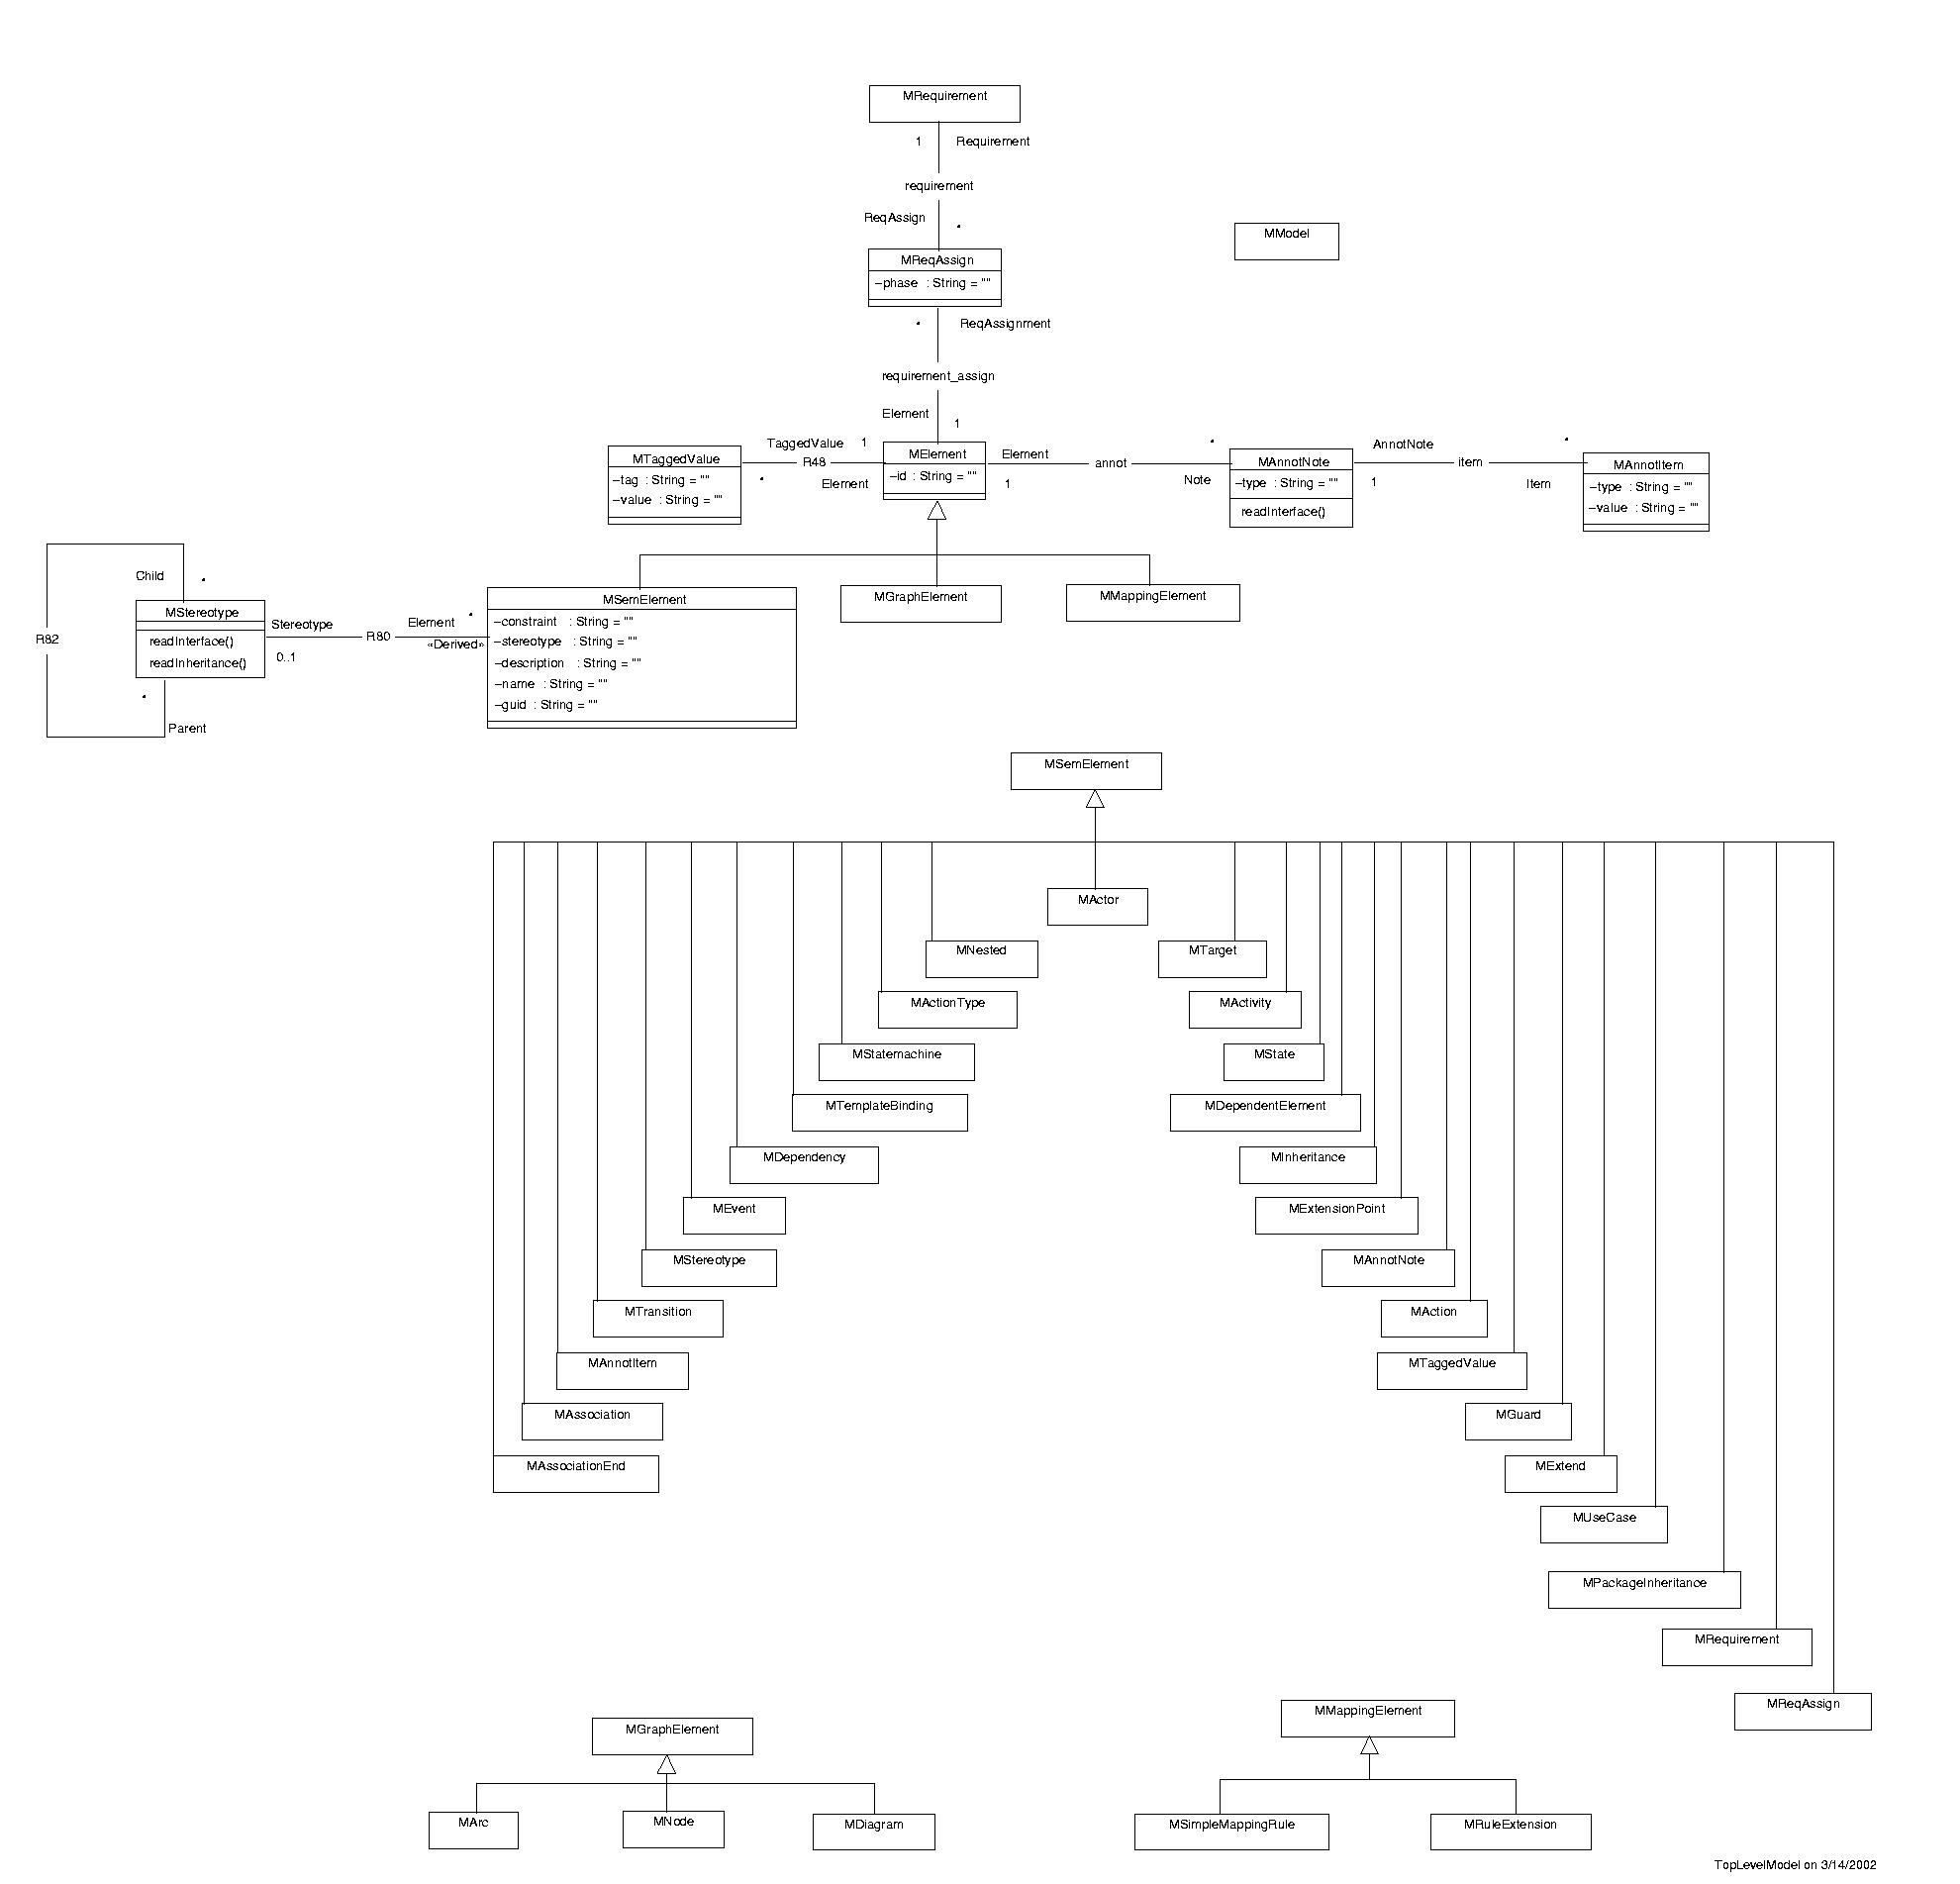 MRequirement
1
Requirement
requirement
ReqAssign
*
MModel
MReqAssign
–phase : String = ""
*
ReqAssignment
requirement_assign
Element
1
TaggedValue
1
R48
*
Element
MTaggedValue
–tag : String = ""
–value : String = ""
MElement
–id : String = ""
Element
1
annot
*
Note
MAnnotNote
–type : String = ""
readInterface()
AnnotNote
1
item
*
Item
MAnnotItem
–type : String = ""
–value : String = ""
Child
*
R82
MStereotype
readInterface()
readInheritance()
*
Parent
Stereotype
0..1
R80
Element
*
«Derived»
MSemElement
–constraint : String = ""
–stereotype : String = ""
–description : String = ""
–name : String = ""
–guid : String = ""
MGraphElement
MMappingElement
MSemElement
MActor
MNested
MTarget
MActionType
MActivity
MStatemachine
MState
MTemplateBinding
MDependentElement
MDependency
MInheritance
MEvent
MExtensionPoint
MStereotype
MAnnotNote
MTransition
MAction
MAnnotItem
MTaggedValue
MAssociation
MGuard
MAssociationEnd
MExtend
MUseCase
MPackageInheritance
MRequirement
MReqAssign
MGraphElement
MArc
MNode
MDiagram
MMappingElement
MSimpleMappingRule
MRuleExtension
TopLevelModel on 3/14/2002